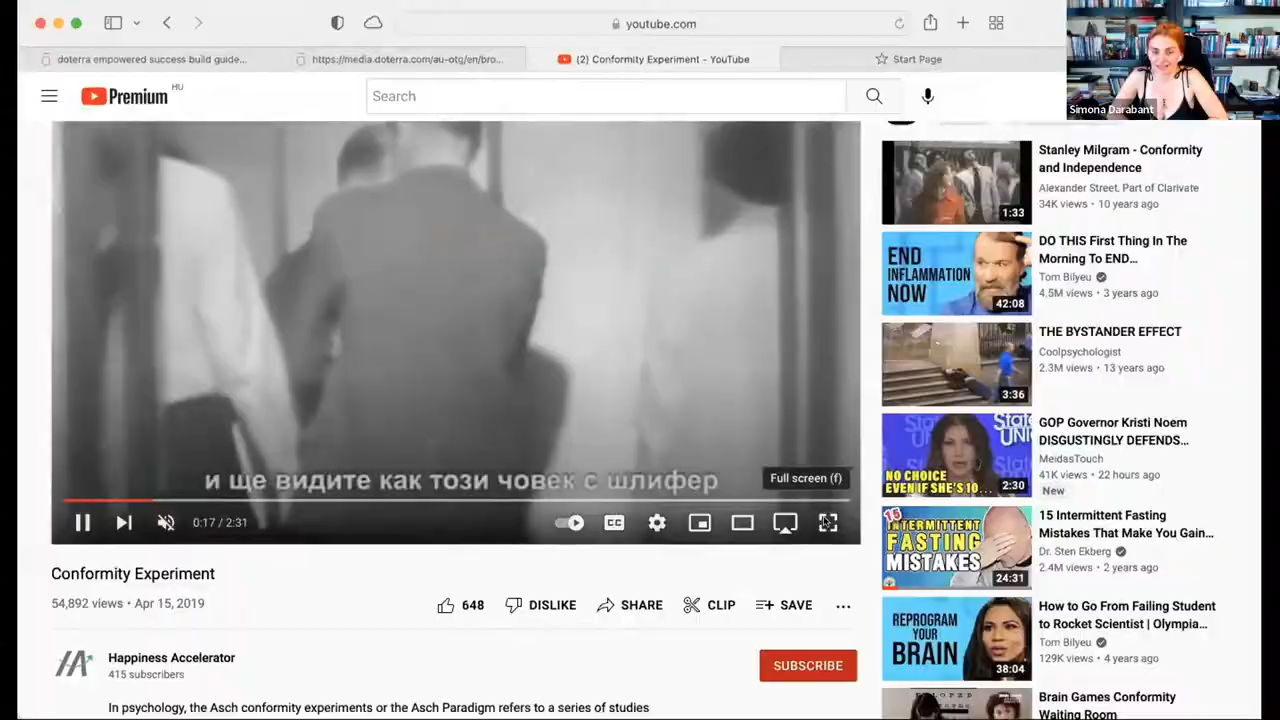 youtube.com
doterra empowered success build guide...
https://media.doterra.com/au-otg/en/bro...
(2) Conformity Experiment - YouTube
Start Page
Simona Darabant
Premium HU
Search
и ще видите как този човек с шлифер
Full screen (f)
0:17 / 2:31
CC
Conformity Experiment
54,892 views • Apr 15, 2019
648
DISLIKE
SHARE
CLIP
SAVE
Happiness Accelerator
415 subscribers
SUBSCRIBE
In psychology, the Asch conformity experiments or the Asch Paradigm refers to a series of studies
1:33
Stanley Milgram - Conformity
and Independence
Alexander Street, Part of Clarivate
34K views • 10 years ago
END
INFLAMMATION
NOW
42:08
DO THIS First Thing In The
Morning To END...
Tom Bilyeu
4.5M views • 3 years ago
3:36
THE BYSTANDER EFFECT
Coolpsychologist
2.3M views • 13 years ago
NO CHOICE
EVEN IF SHE'S 10...
2:30
GOP Governor Kristi Noem
DISGUSTINGLY DEFENDS...
MeidasTouch
41K views • 22 hours ago
New
15
INTERMITTENT
FASTING
MISTAKES
24:31
15 Intermittent Fasting
Mistakes That Make You Gain...
Dr. Sten Ekberg
2.4M views • 2 years ago
REPROGRAM
YOUR
BRAIN
38:04
How to Go From Failing Student
to Rocket Scientist | Olympia...
Tom Bilyeu
129K views • 4 years ago
Brain Games Conformity
Waiting Room